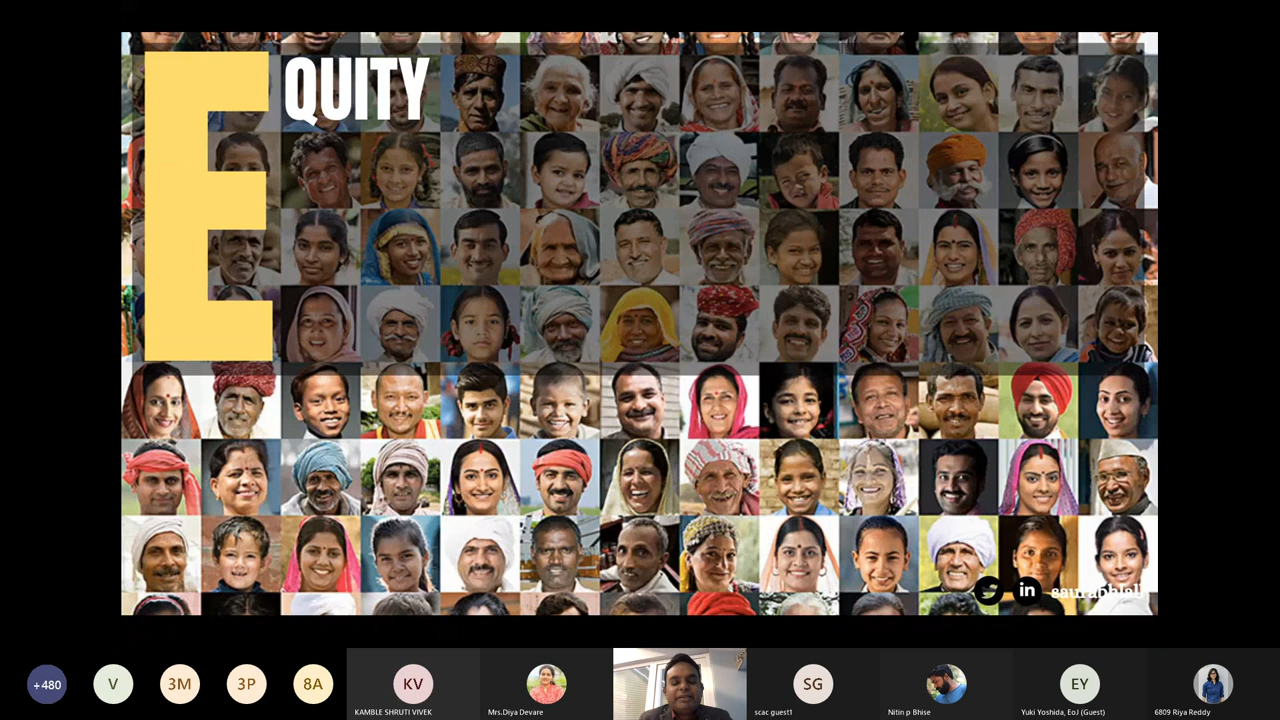 EQUITY
in saurabhlall
+480
V
3M
3P
8A
KV
KAMBLE SHRUTI VIVEK
Mrs.Diya Devare
SG
scac guest1
Nitin p Bhise
EY
Yuki Yoshida, EoJ (Guest)
6809 Riya Reddy